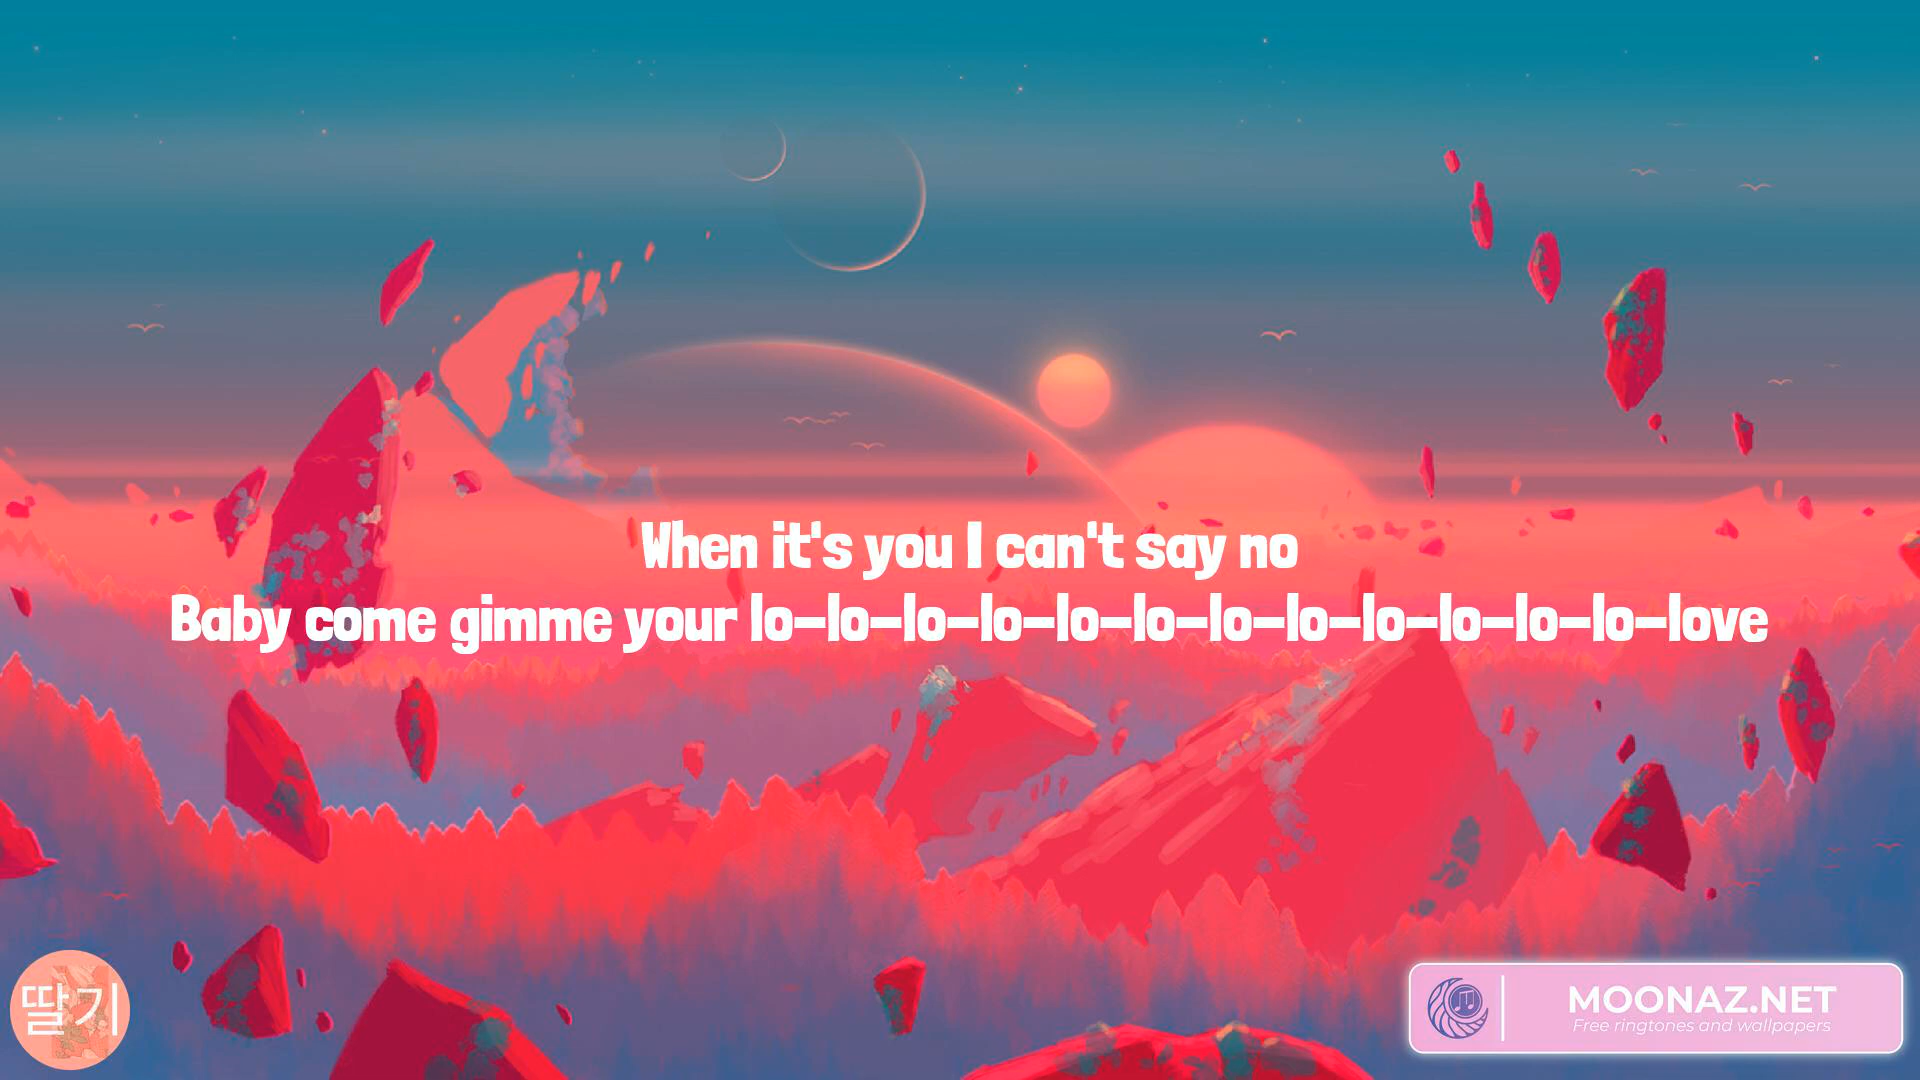 When it's you I can't say no
Baby come gimme your lo-lo-lo-lo-lo-lo-lo-lo-lo-lo-lo-lo-love
딸기
MOONAZ.NET
Free ringtones and wallpapers